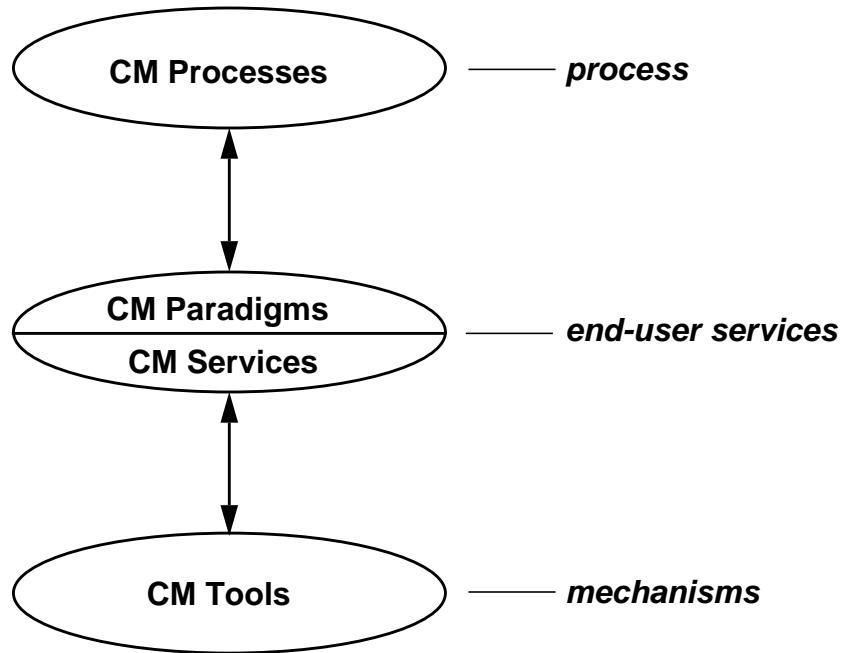 CM Processes
process
CM Paradigms
CM Services
end-user services
CM Tools
mechanisms